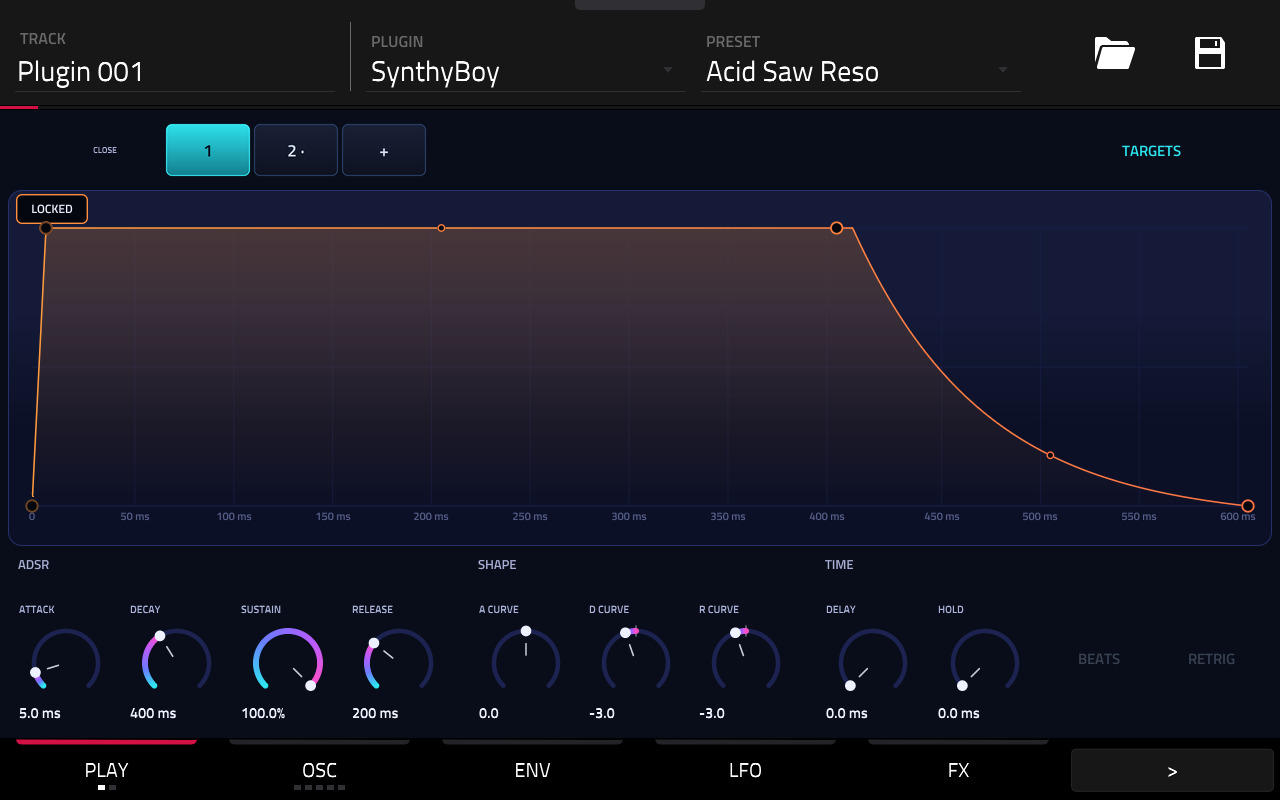 TRACK
Plugin 001
PLUGIN
SynthyBoy
PRESET
Acid Saw Reso
CLOSE
1
2 ·
+
TARGETS
LOCKED
0
50 ms
100 ms
150 ms
200 ms
250 ms
300 ms
350 ms
400 ms
450 ms
500 ms
550 ms
600 ms
ADSR
SHAPE
TIME
ATTACK
DECAY
SUSTAIN
RELEASE
A CURVE
D CURVE
R CURVE
DELAY
HOLD
BEATS
RETRIG
5.0 ms
400 ms
100.0%
200 ms
0.0
-3.0
-3.0
0.0 ms
0.0 ms
PLAY
OSC
ENV
LFO
FX
>